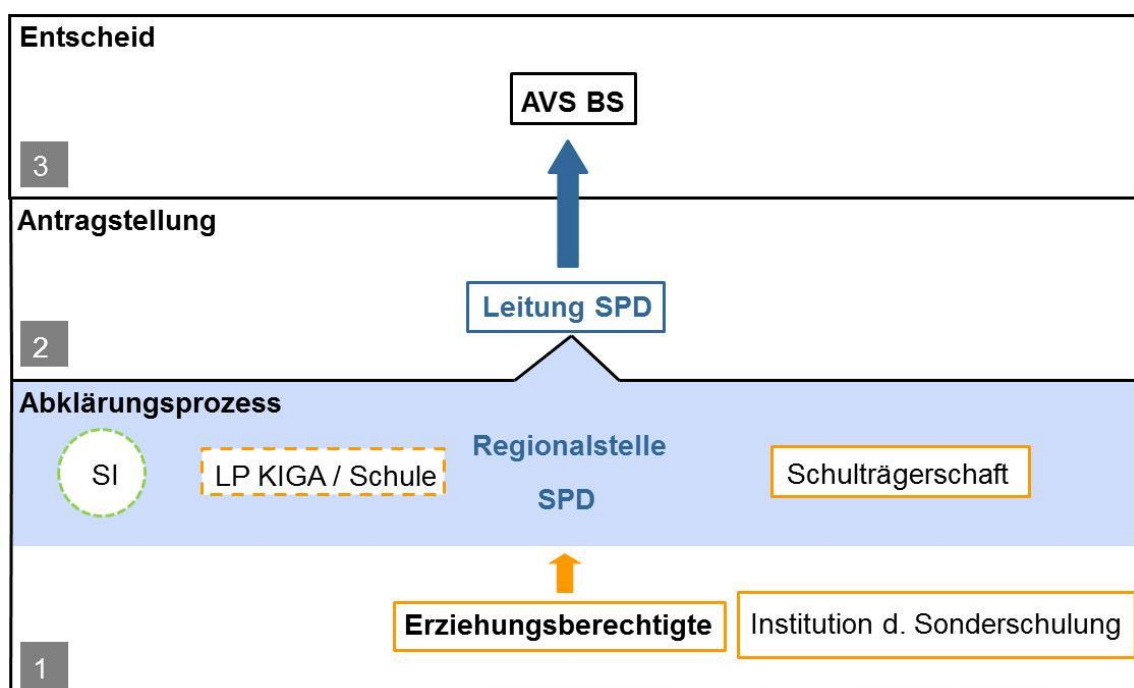 Entscheid
AVS BS
3
Antragstellung
Leitung SPD
2
Abklärungsprozess
SI
LP KIGA / Schule
Regionalstelle
SPD
Schulträgerschaft
Erziehungsberechtigte
Institution d. Sonderschulung
1